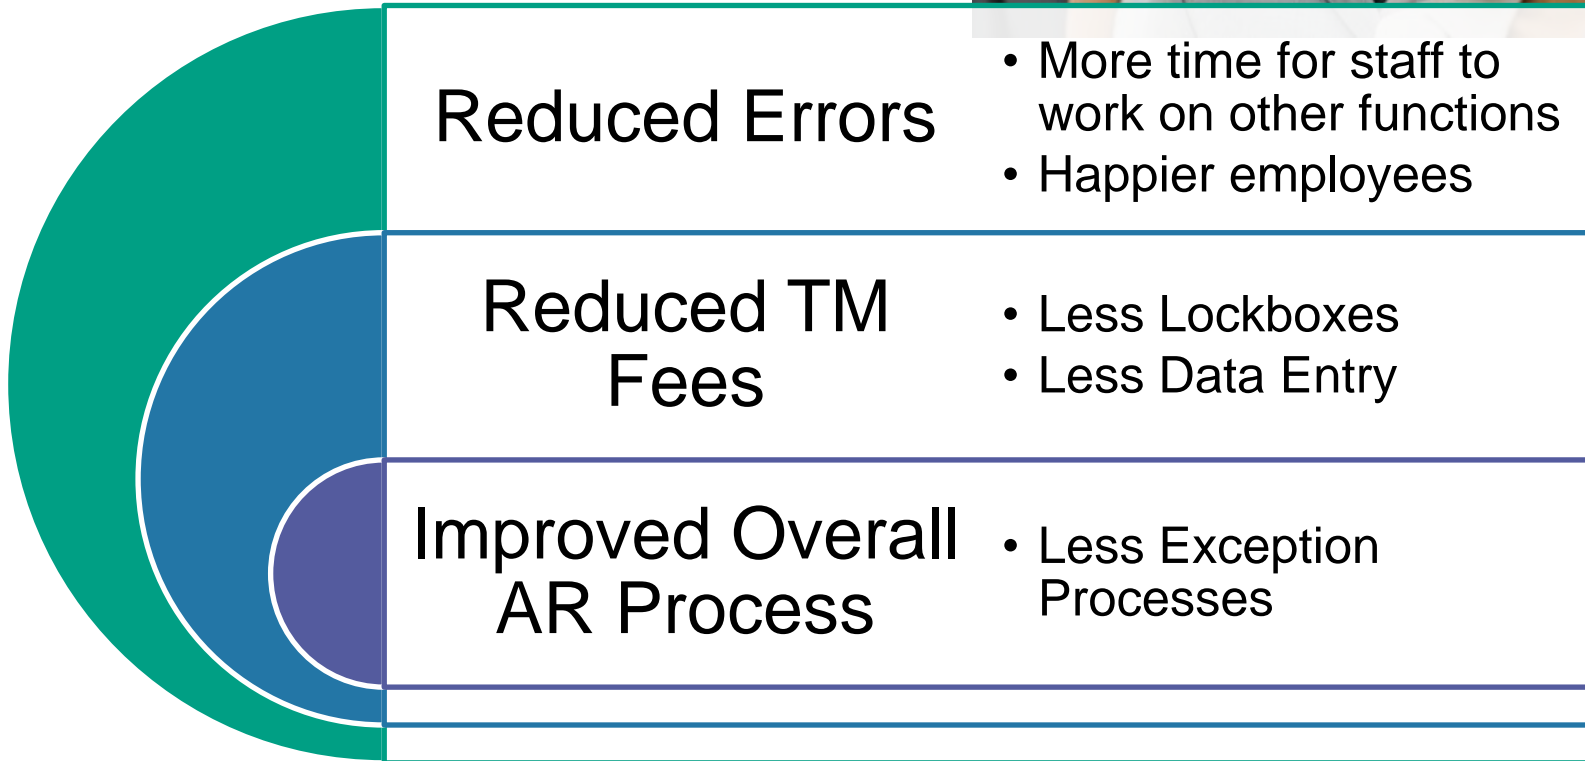 Reduced Errors
• More time for staff to
work on other functions
• Happier employees
Reduced TM
Fees
• Less Lockboxes
• Less Data Entry
Improved Overall
AR Process
• Less Exception
Processes